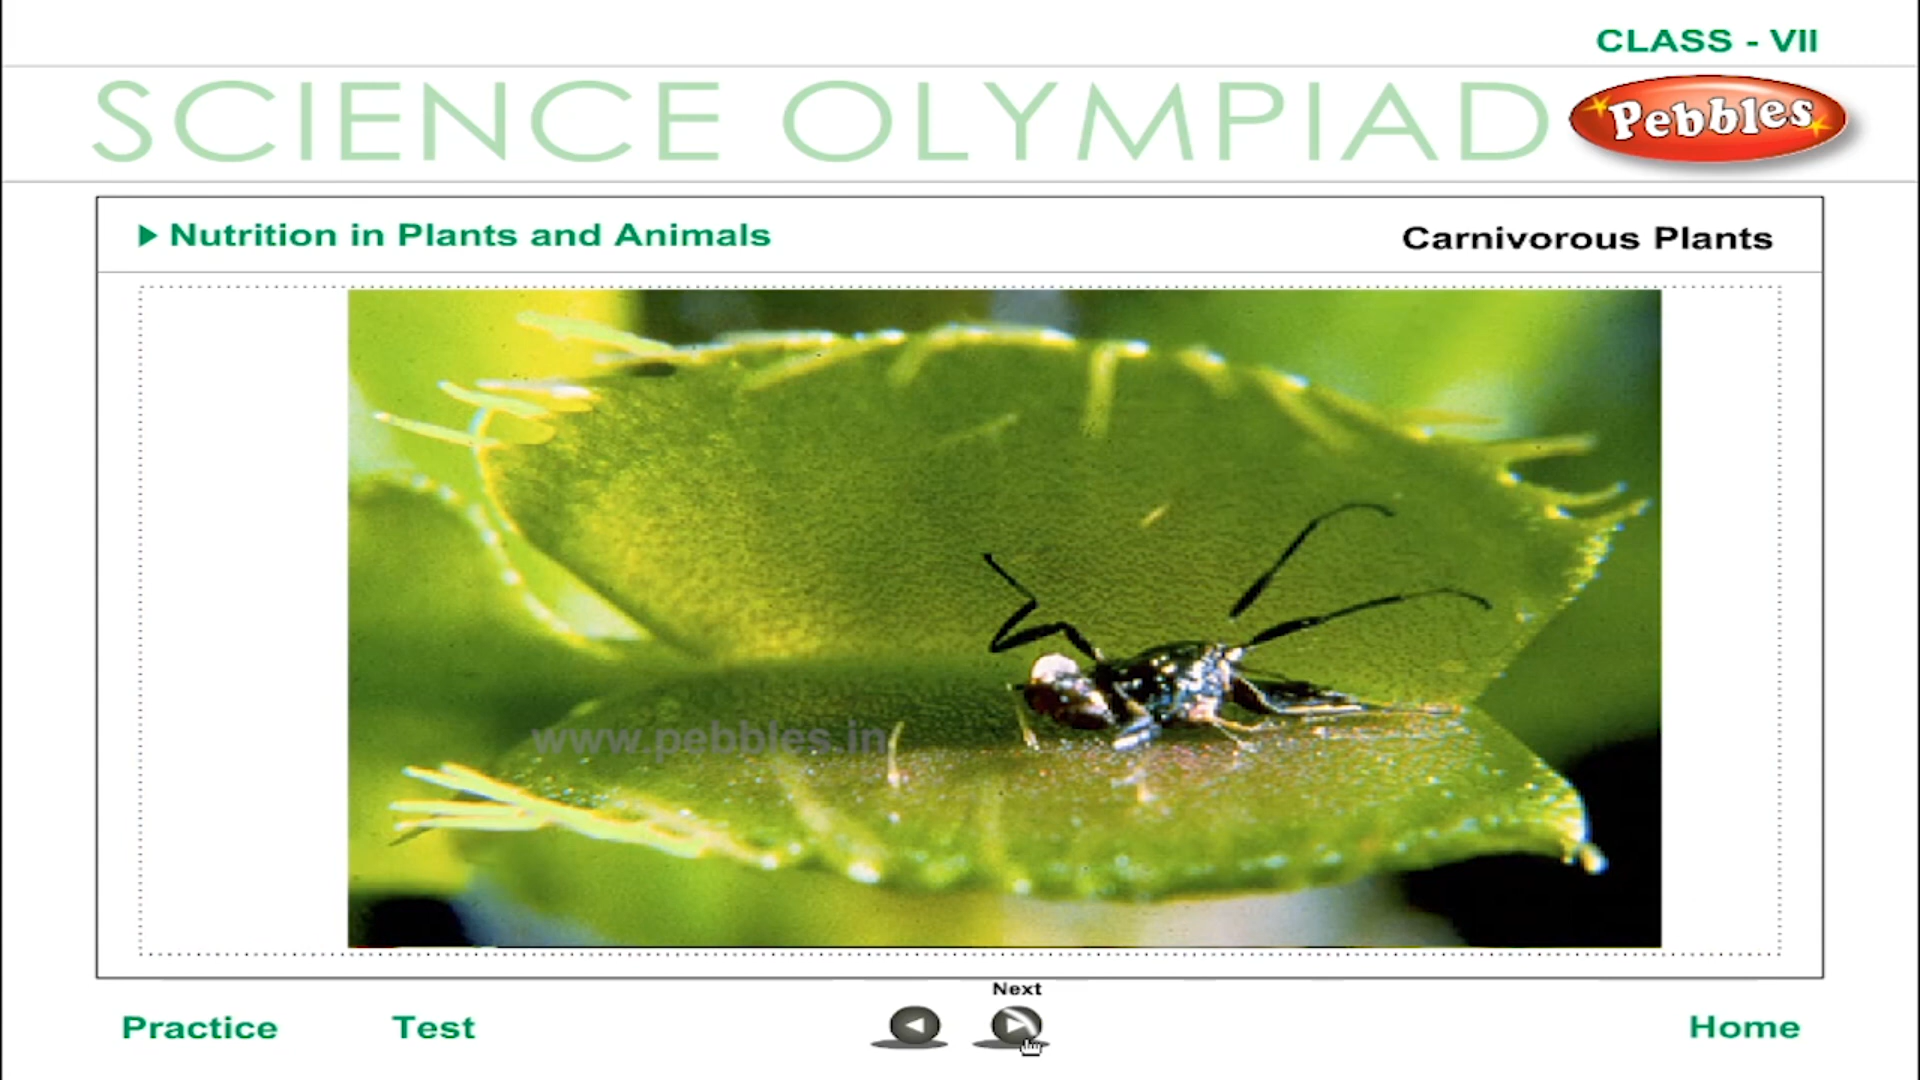 CLASS - VII
SCIENCE OLYMPIAD
Pebbles
Nutrition in Plants and Animals
Carnivorous Plants
www.pebbles.in
Next
Practice
Test
Home